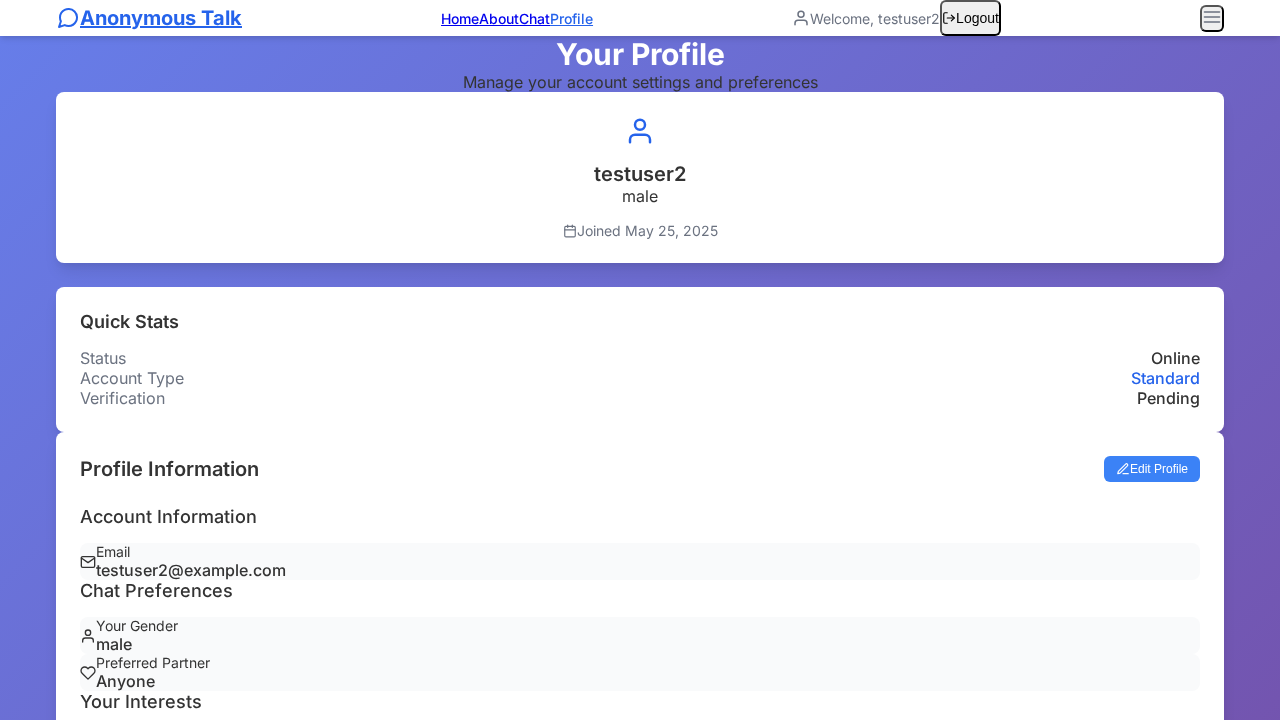 Anonymous Talk
Home About Chat Profile
Welcome, testuser2
Logout
Your Profile
Manage your account settings and preferences
testuser2
male
Joined May 25, 2025
Quick Stats
Status Online
Account Type Standard
Verification Pending
Profile Information
Edit Profile
Account Information
Email
testuser2@example.com
Chat Preferences
Your Gender
male
Preferred Partner
Anyone
Your Interests